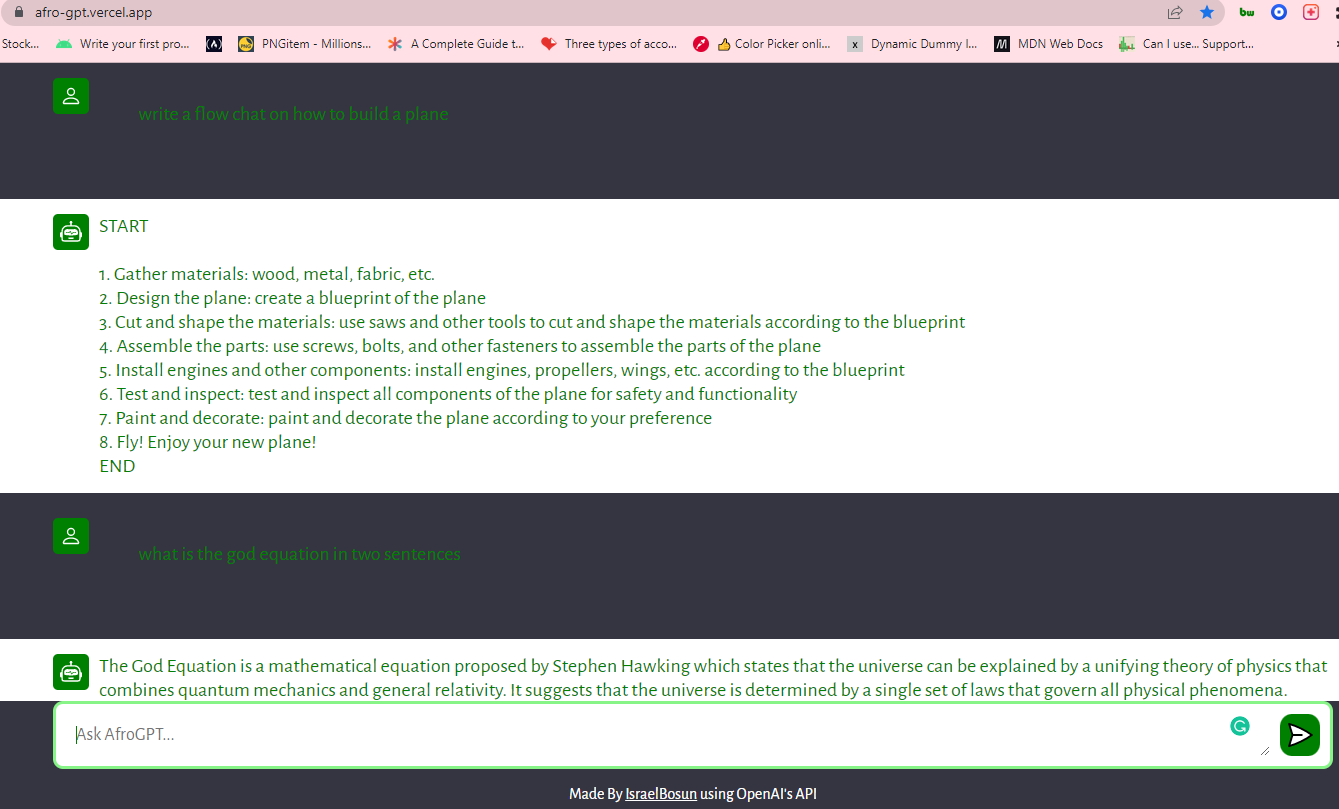 afro-gpt.vercel.app
Stock... Write your first pro... (A) PNG PNGitem - Millions... A Complete Guide t... Three types of acco... Color Picker onli... x Dynamic Dummy I... M MDN Web Docs Can I use... Support...
write a flow chat on how to build a plane
START
1. Gather materials: wood, metal, fabric, etc.
2. Design the plane: create a blueprint of the plane
3. Cut and shape the materials: use saws and other tools to cut and shape the materials according to the blueprint
4. Assemble the parts: use screws, bolts, and other fasteners to assemble the parts of the plane
5. Install engines and other components: install engines, propellers, wings, etc. according to the blueprint
6. Test and inspect: test and inspect all components of the plane for safety and functionality
7. Paint and decorate: paint and decorate the plane according to your preference
8. Fly! Enjoy your new plane!
END
what is the god equation in two sentences
The God Equation is a mathematical equation proposed by Stephen Hawking which states that the universe can be explained by a unifying theory of physics that
combines quantum mechanics and general relativity. It suggests that the universe is determined by a single set of laws that govern all physical phenomena.
Ask AfroGPT...
Made By IsraelBosun using OpenAI's API